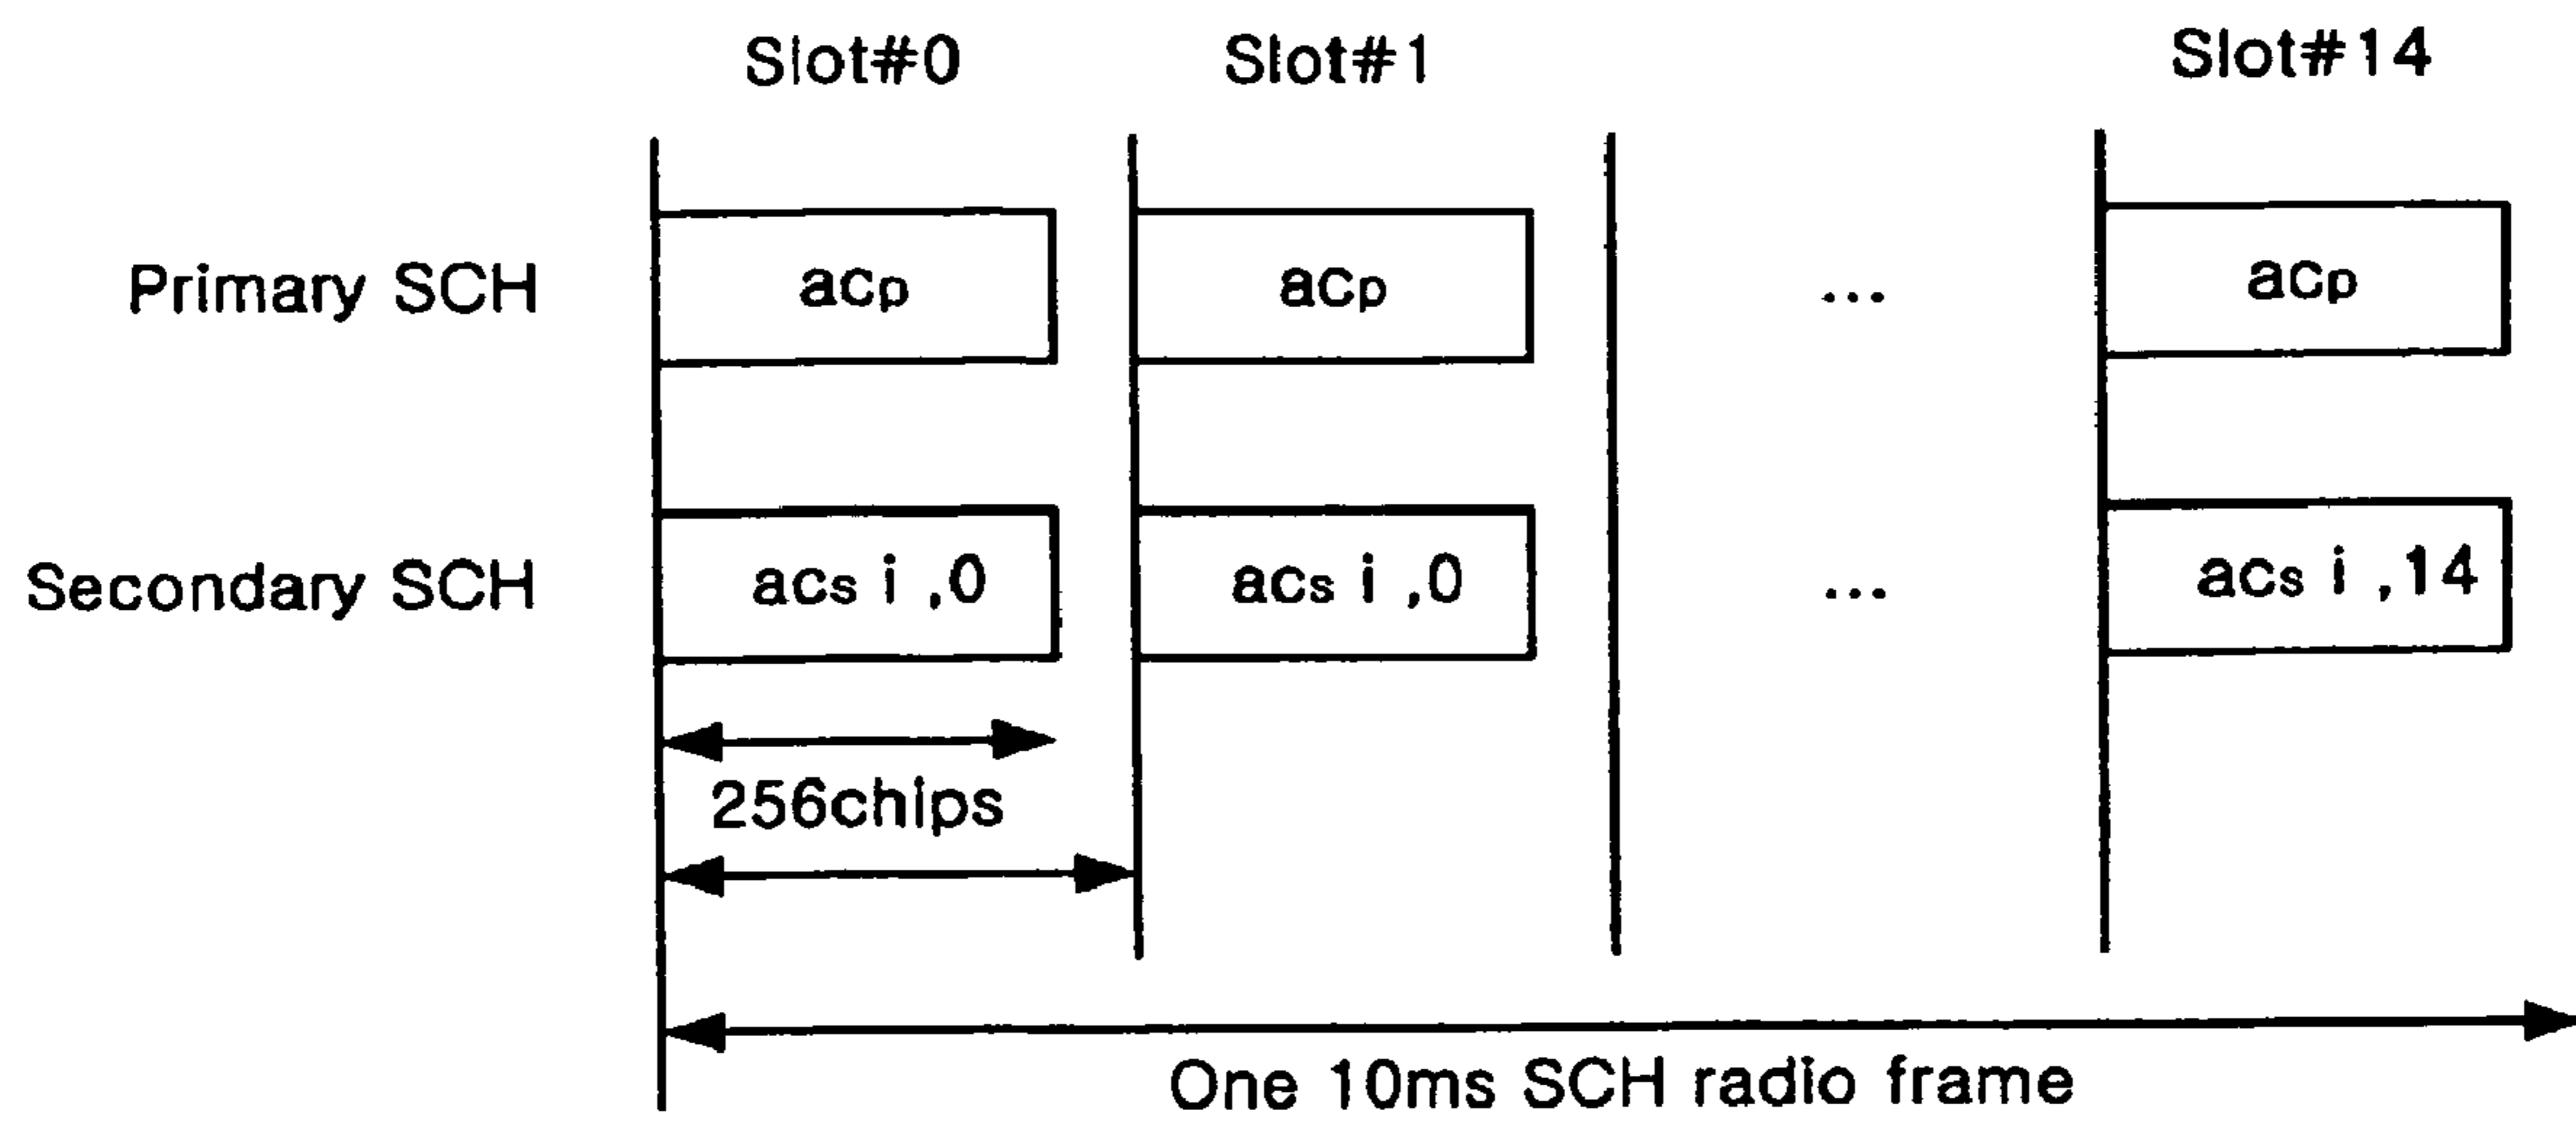 Slot#0 Slot#1 Slot#14
Primary SCH acp acp ... acp
Secondary SCH acs i ,0 acs i ,0 ... acs i ,14
256chips
One 10ms SCH radio frame